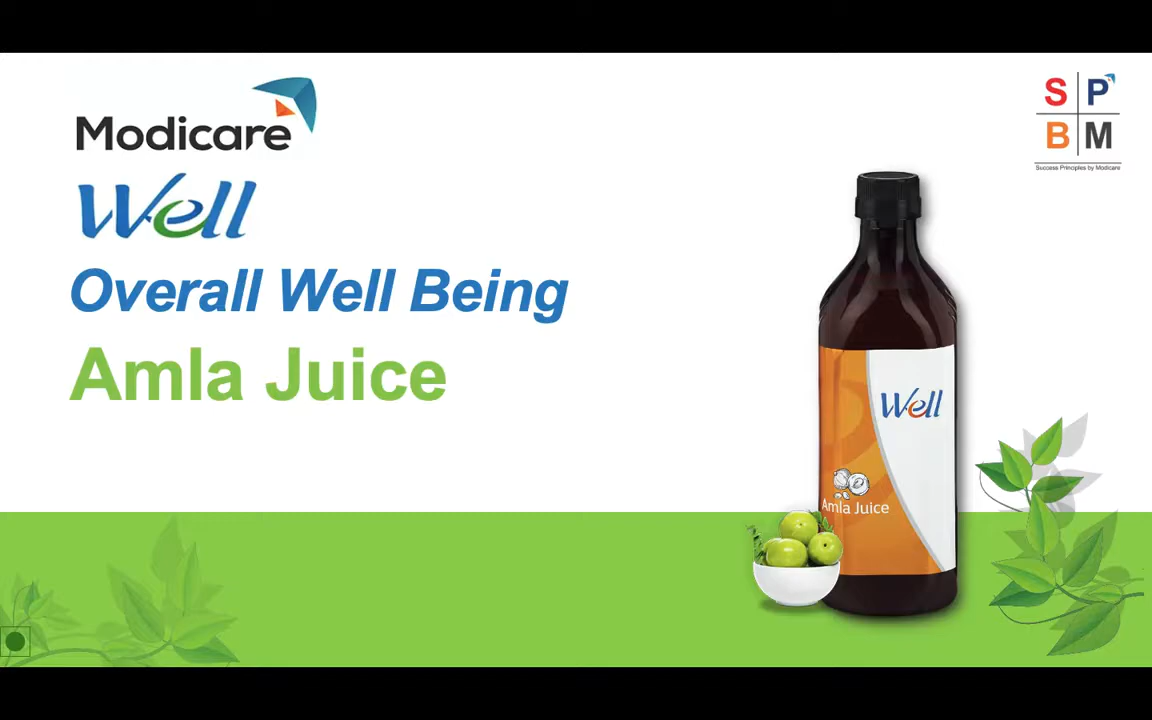 Modicare
Well
Overall Well Being
Amla Juice
S P
B M
Success Principles by Modicare
Well
Amla Juice